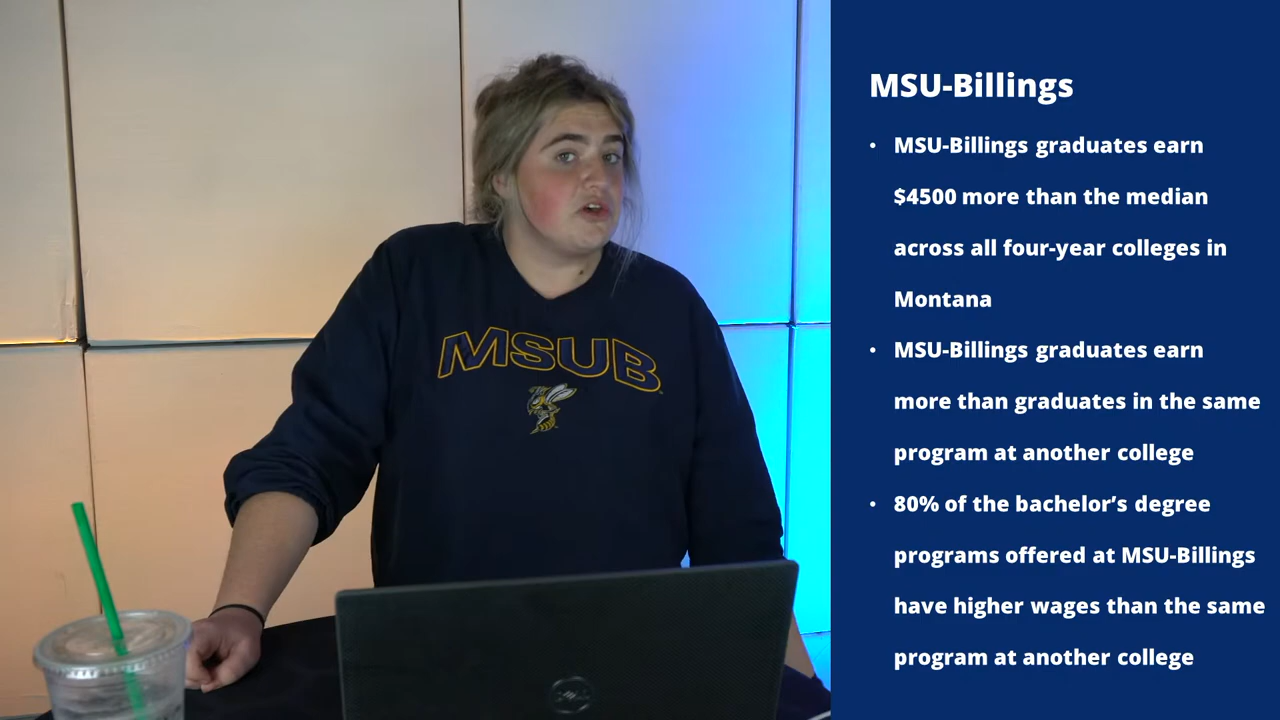 MSU-Billings
• MSU-Billings graduates earn
$4500 more than the median
across all four-year colleges in
Montana
• MSU-Billings graduates earn
more than graduates in the same
program at another college
• 80% of the bachelor’s degree
programs offered at MSU-Billings
have higher wages than the same
program at another college
MSUB